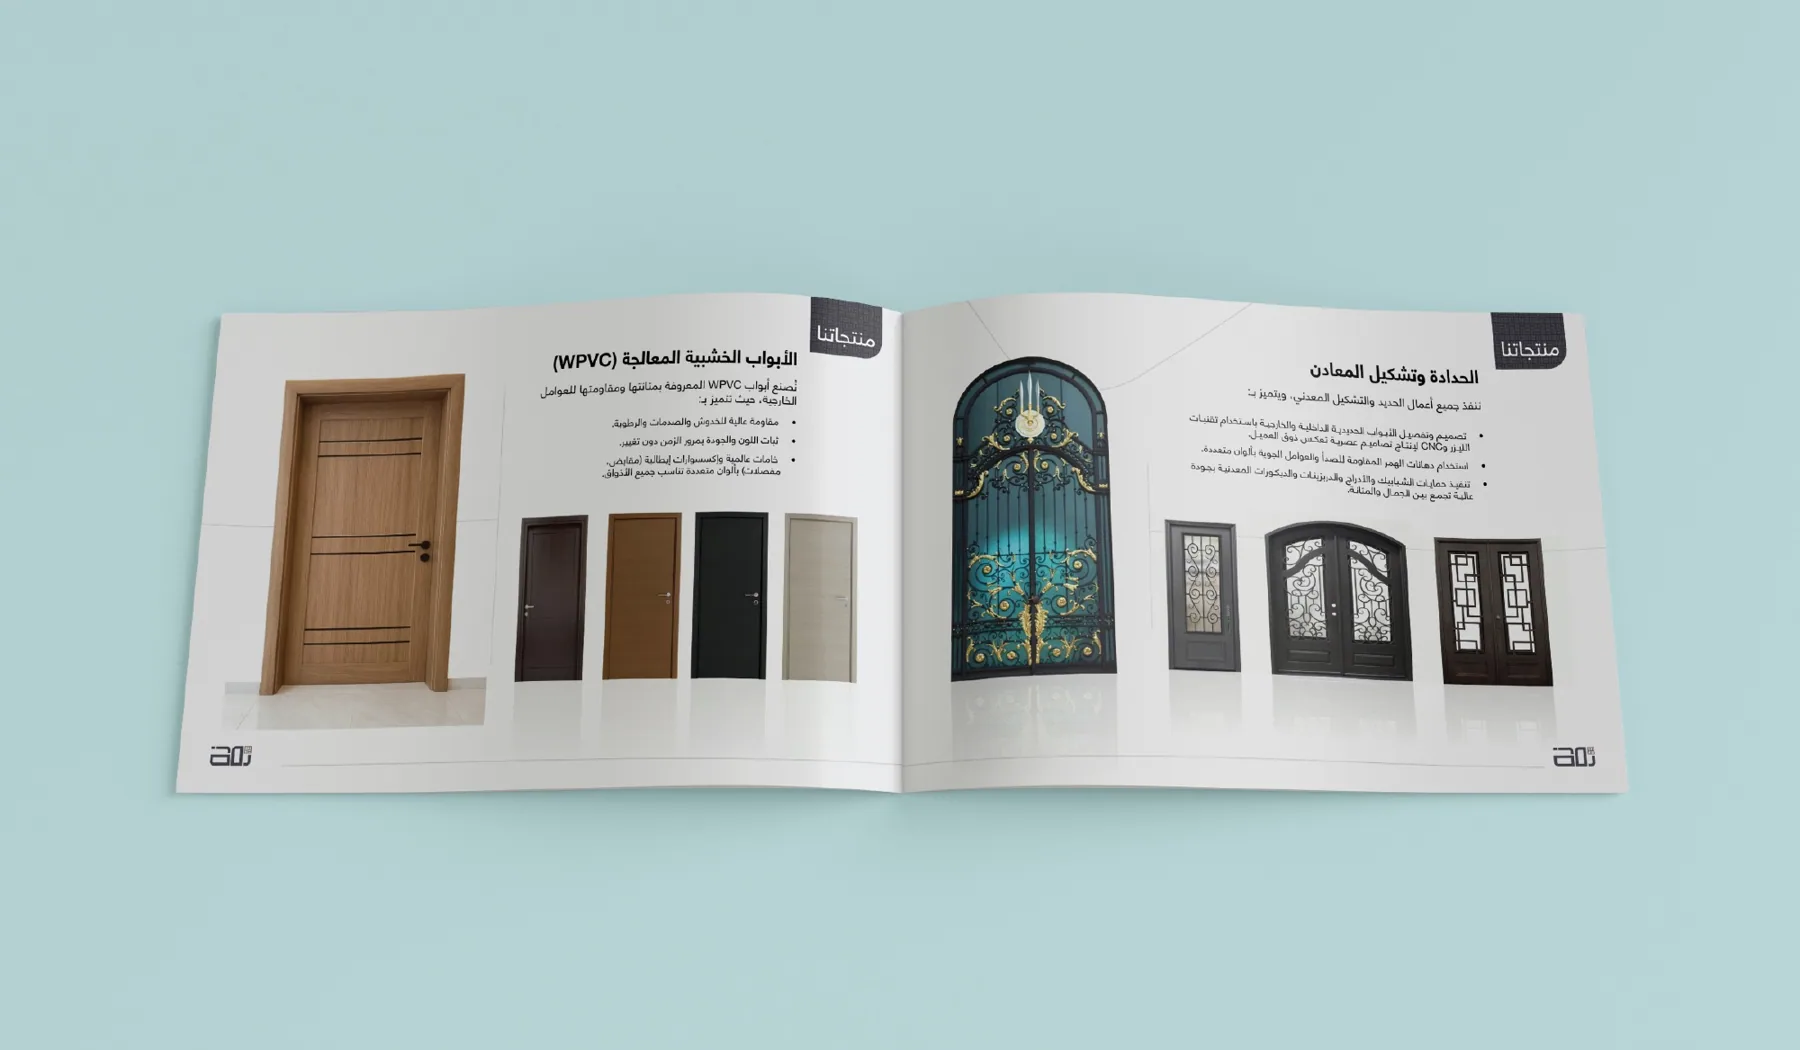 منتجاتنا
الحدادة وتشكيل المعادن
ننفذ جميع أعمال الحديد والتشكيل المعدني، ويتميز بـ:
• تصميم وتفصيل الأبواب الحديدية الداخلية والخارجية باستخدام تقنيات
الليزر وCNC لإنتاج تصاميم عصرية تعكس ذوق العميل.
• استخدام دهانات الهمر المقاومة للصدأ والعوامل الجوية بألوان متعددة.
• تنفيذ حمايات الشبابيك والأدراج والدربزينات والديكورات المعدنية بجودة
عالية تجمع بين الجمال والمتانة.
منتجاتنا
الأبواب الخشبية المعالجة (WPVC)
تُصنع أبواب WPVC المعروفة بمتانتها ومقاومتها للعوامل
الخارجية، حيث تتميز بـ:
• مقاومة عالية للخدوش والصدمات والرطوبة.
• ثبات اللون والجودة بمرور الزمن دون تغيير.
• خامات عالمية وإكسسوارات إيطالية (مقابض،
مفصلات) بألوان متعددة تناسب جميع الأذواق.